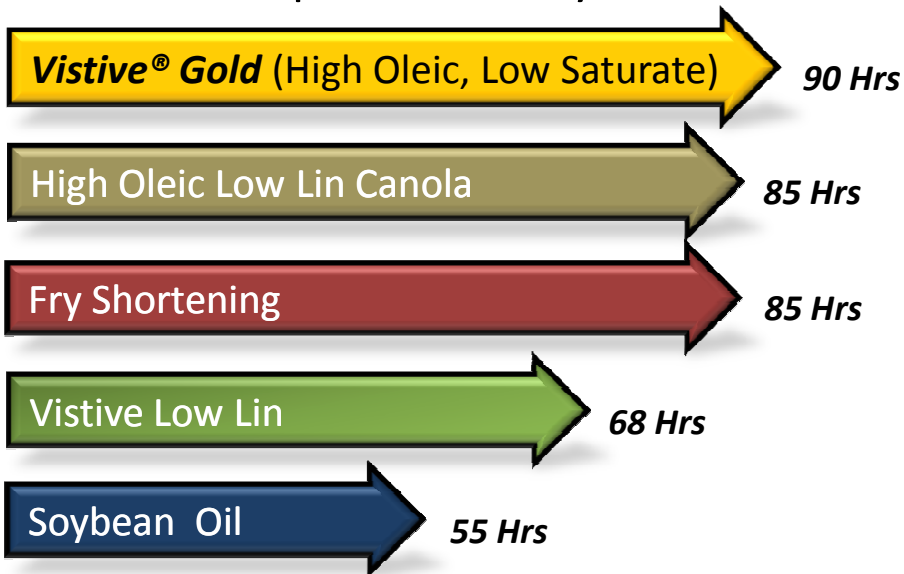 Vistive® Gold (High Oleic, Low Saturate) 90 Hrs
High Oleic Low Lin Canola 85 Hrs
Fry Shortening 85 Hrs
Vistive Low Lin 68 Hrs
Soybean Oil 55 Hrs